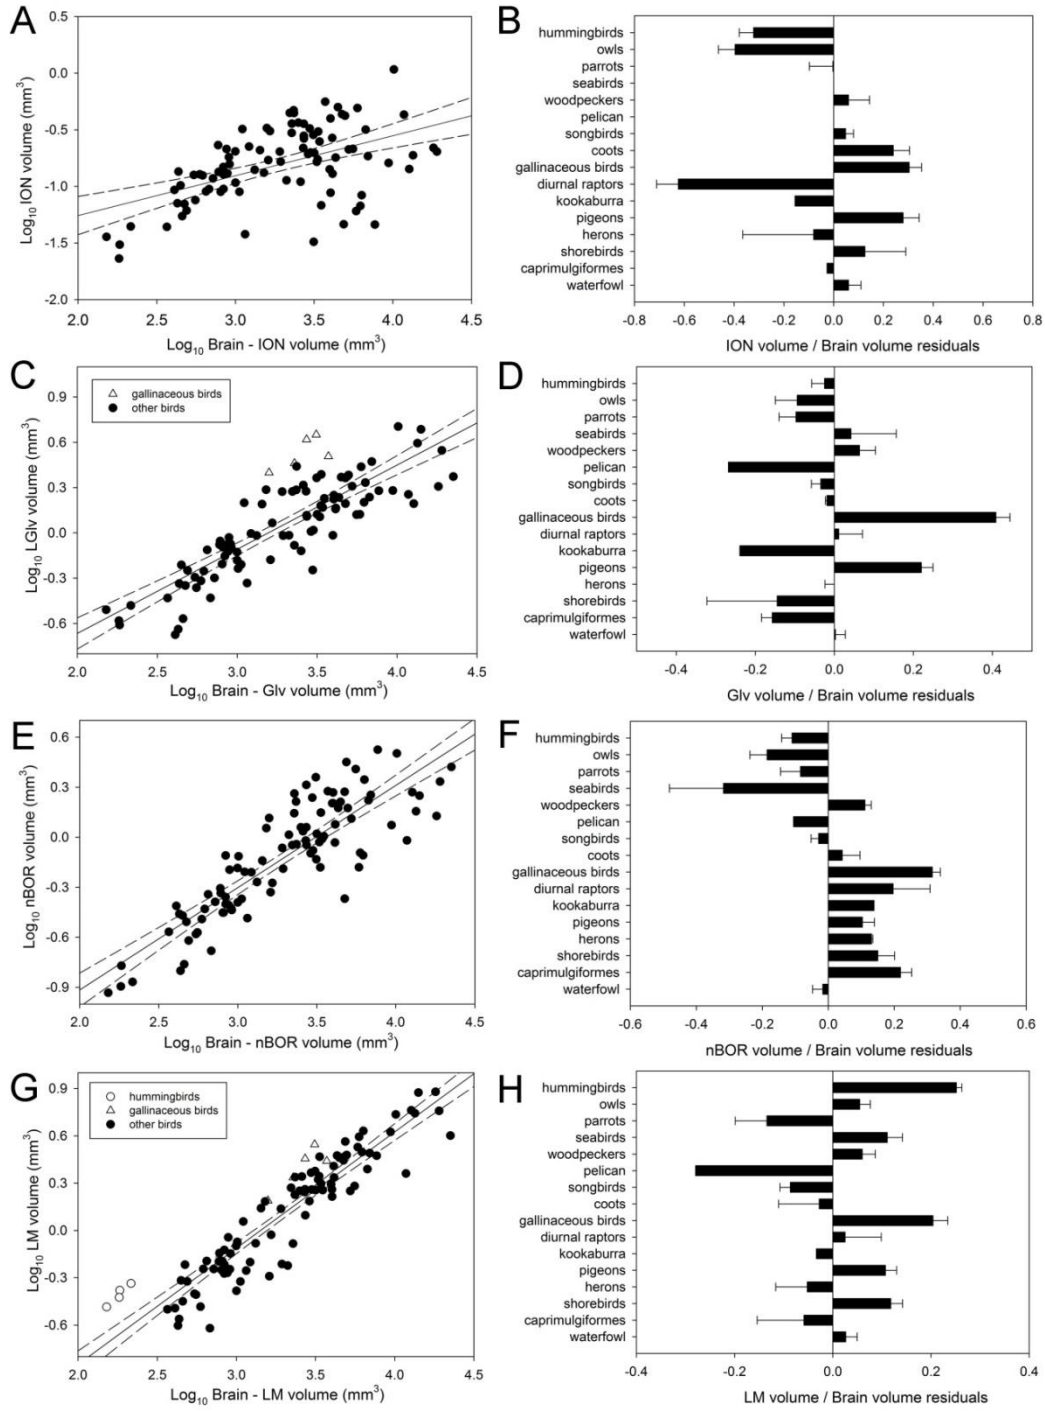 A
Log10 ION volume (mm3)
0.5
0.0
-0.5
-1.0
-1.5
-2.0
2.0 2.5 3.0 3.5 4.0 4.5
Log10 Brain - ION volume (mm3)
B
hummingbirds
owls
parrots
seabirds
woodpeckers
pelican
songbirds
coots
gallinaceous birds
diurnal raptors
kookaburra
pigeons
herons
shorebirds
caprimulgiformes
waterfowl
-0.8 -0.6 -0.4 -0.2 0.0 0.2 0.4 0.6 0.8
ION volume / Brain volume residuals
C
Log10 LGlv volume (mm3)
gallinaceous birds
other birds
0.9
0.6
0.3
0.0
-0.3
-0.6
2.0 2.5 3.0 3.5 4.0 4.5
Log10 Brain - Glv volume (mm3)
D
hummingbirds
owls
parrots
seabirds
woodpeckers
pelican
songbirds
coots
gallinaceous birds
diurnal raptors
kookaburra
pigeons
herons
shorebirds
caprimulgiformes
waterfowl
-0.4 -0.2 0.0 0.2 0.4
Glv volume / Brain volume residuals
E
Log10 nBOR volume (mm3)
0.6
0.3
0.0
-0.3
-0.6
-0.9
2.0 2.5 3.0 3.5 4.0 4.5
Log10 Brain - nBOR volume (mm3)
F
hummingbirds
owls
parrots
seabirds
woodpeckers
pelican
songbirds
coots
gallinaceous birds
diurnal raptors
kookaburra
pigeons
herons
shorebirds
caprimulgiformes
waterfowl
-0.6 -0.4 -0.2 0.0 0.2 0.4 0.6
nBOR volume / Brain volume residuals
G
Log10 LM volume (mm3)
hummingbirds
gallinaceous birds
other birds
0.9
0.6
0.3
0.0
-0.3
-0.6
2.0 2.5 3.0 3.5 4.0 4.5
Log10 Brain - LM volume (mm3)
H
hummingbirds
owls
parrots
seabirds
woodpeckers
pelican
songbirds
coots
gallinaceous birds
diurnal raptors
kookaburra
pigeons
herons
shorebirds
caprimulgiformes
waterfowl
-0.4 -0.2 0.0 0.2 0.4
LM volume / Brain volume residuals